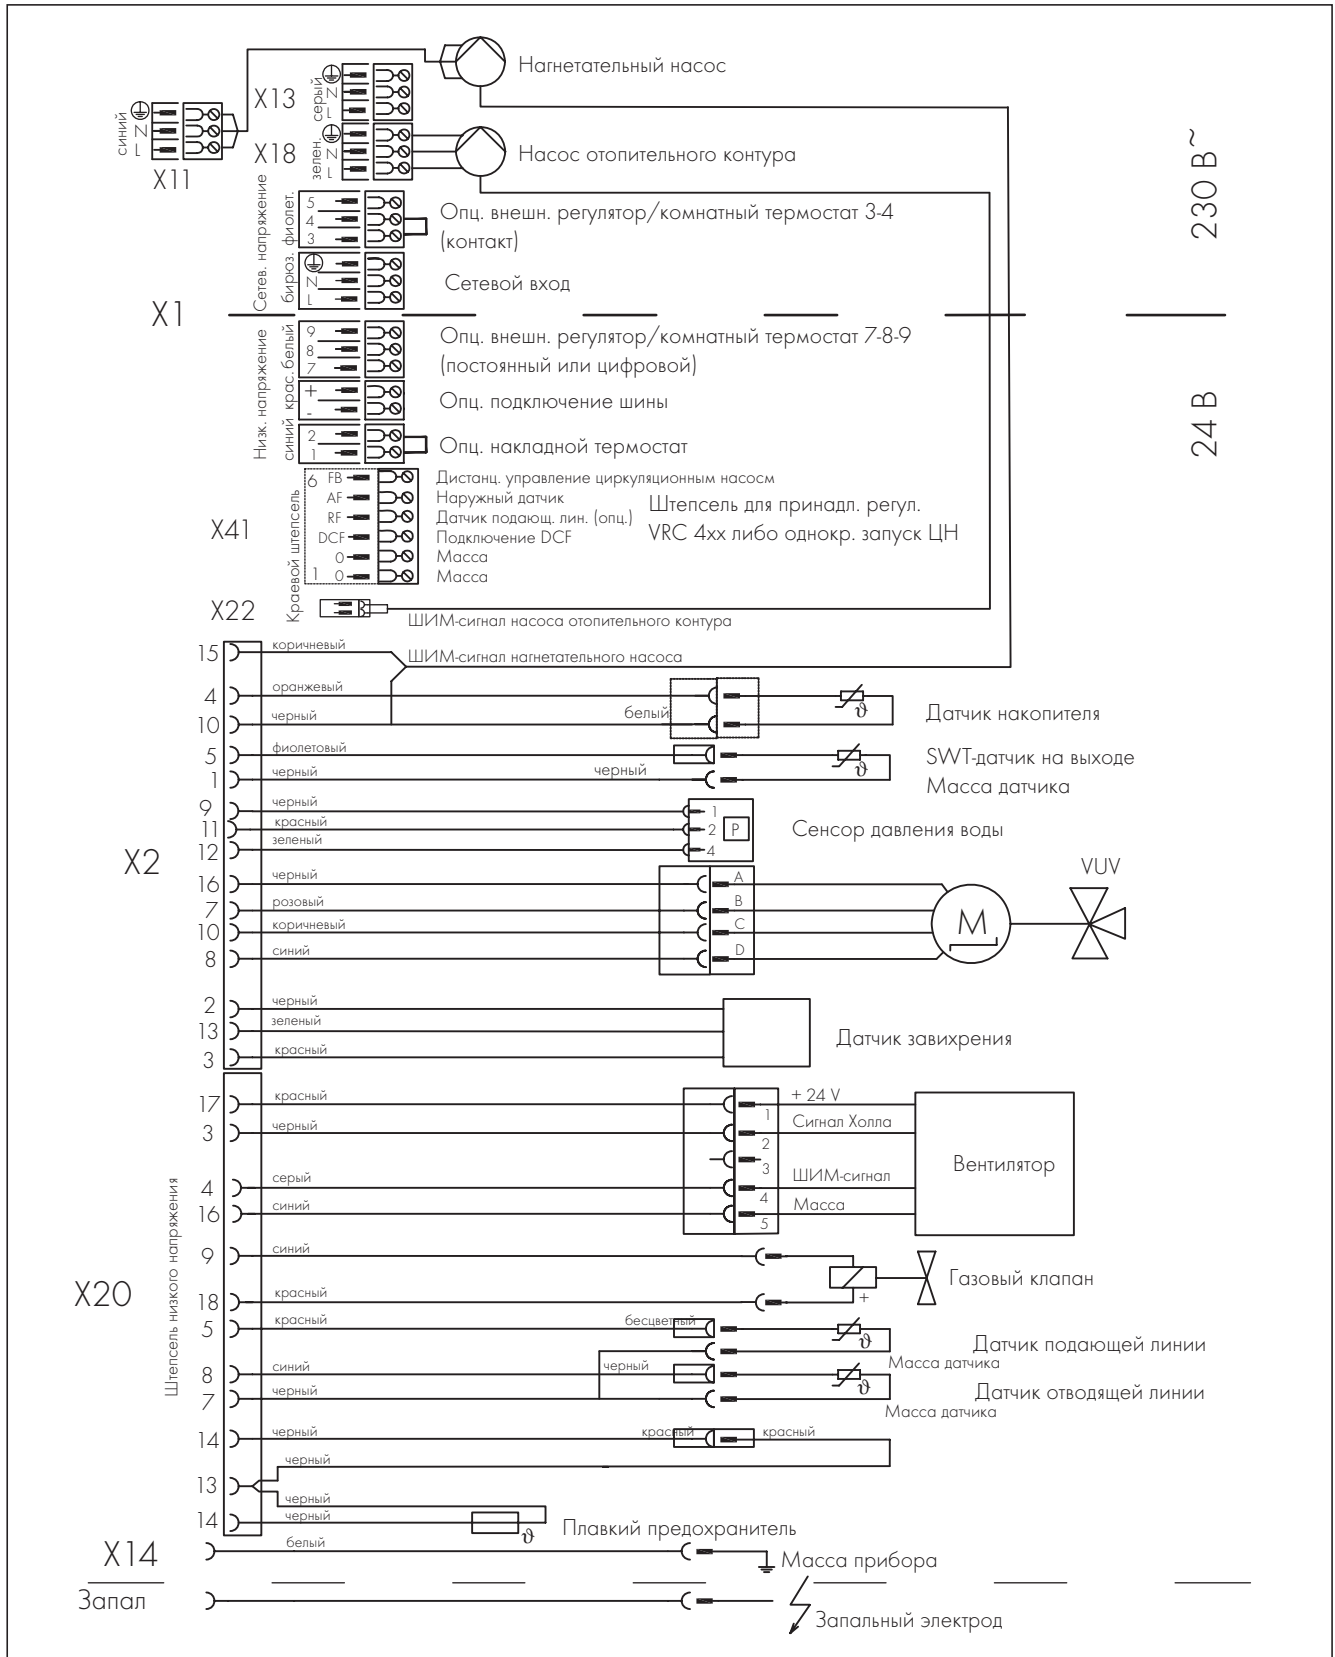 Нагнетательный насос
X13
серый
N
L
синий
N
L
X11
X18
зелен.
N
L
Насос отопительного контура
230 В~
Сетев. напряжение
фиолет.
5
4
3
Опц. внешн. регулятор/комнатный термостат 3-4
(контакт)
бирюз.
N
L
Сетевой вход
X1
Низк. напряжение
белый
9
8
7
Опц. внешн. регулятор/комнатный термостат 7-8-9
(постоянный или цифровой)
крас.
+
-
Опц. подключение шины
24 В
синий
2
1
Опц. накладной термостат
X41
Краевой штепсель
6 FB
Дистанц. управление циркуляционным насосм
AF
Наружный датчик
RF
Датчик подающ. лин. (опц.)
DCF
Подключение DCF
0
Масса
1 0
Масса
Штепсель для принадл. регул.
VRC 4xx либо однокр. запуск ЦН
X22
ШИМ-сигнал насоса отопительного контура
15 коричневый
ШИМ-сигнал нагнетательного насоса
4 оранжевый
10 черный белый
ϑ
Датчик накопителя
5 фиолетовый
ϑ
SWT-датчик на выходе
1 черный черный
Масса датчика
X2
9 черный 1
11 красный 2 P
12 зеленый 4
Сенсор давления воды
16 черный A
7 розовый B
10 коричневый C
8 синий D
M
VUV
2 черный
13 зеленый
3 красный
Датчик завихрения
X20
Штепсель низкого напряжения
17 красный 1 + 24 V
3 черный 2 Сигнал Холла
3
4 серый 4 ШИМ-сигнал
16 синий 5 Масса
Вентилятор
9 синий
18 красный +
Газовый клапан
5 красный бесцветный
ϑ
Датчик подающей линии
Масса датчика
8 синий черный
ϑ
7 черный
Датчик отводящей линии
Масса датчика
14 черный красный красный
черный
13
черный
14 черный
ϑ
Плавкий предохранитель
X14
белый
Масса прибора
Запал
Запальный электрод